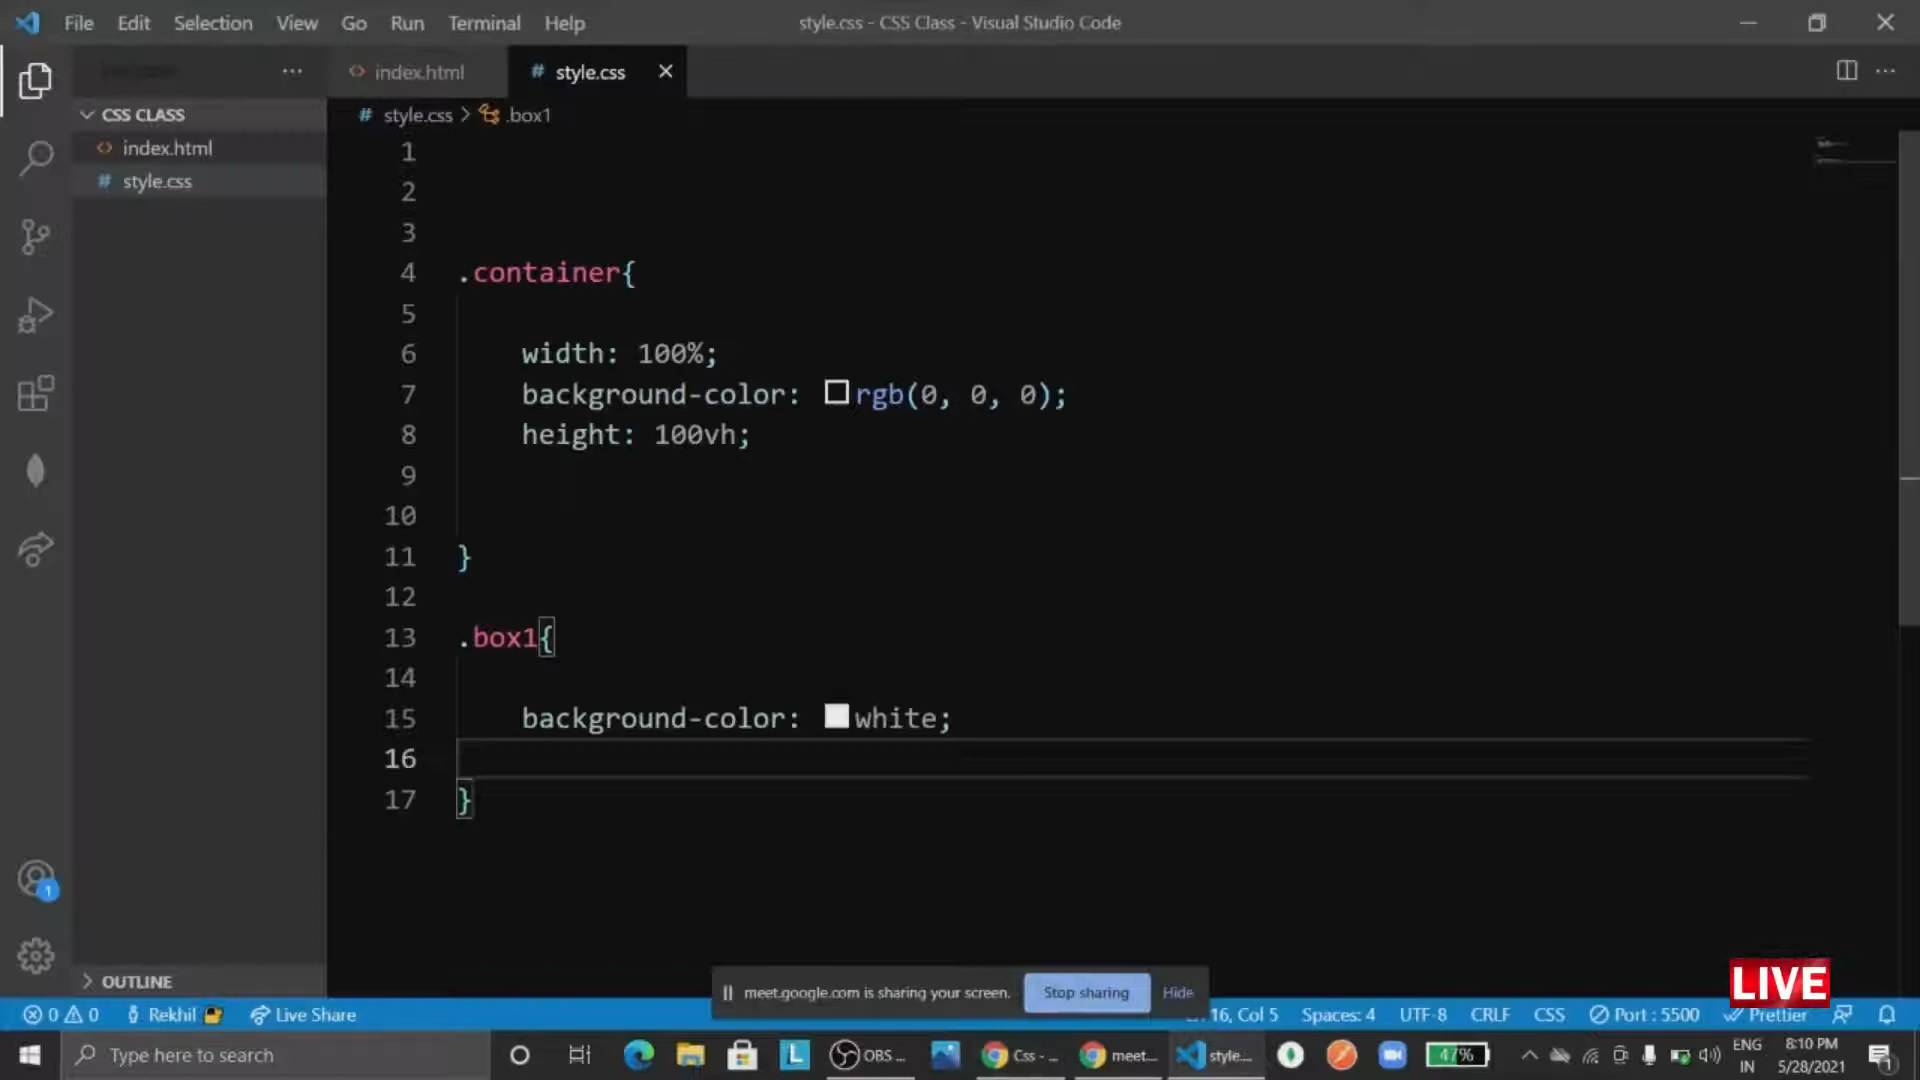 File Edit Selection View Go Run Terminal Help
style.css - CSS Class - Visual Studio Code
index.html
# style.css
CSS CLASS
index.html
# style.css
# style.css > .box1
1
2
3
4 .container{
5
6 width: 100%;
7 background-color: rgb(0, 0, 0);
8 height: 100vh;
9
10
11 }
12
13 .box1{
14
15 background-color: white;
16
17 }
1
OUTLINE
LIVE
meet.google.com is sharing your screen. Stop sharing Hide
0 0 Rekhil Live Share
16, Col 5 Spaces: 4 UTF-8 CRLF CSS Port : 5500 Prettier
Type here to search
L
OBS ...
Css - ...
meet...
style...
47%
ENG
IN
8:10 PM
5/28/2021
1